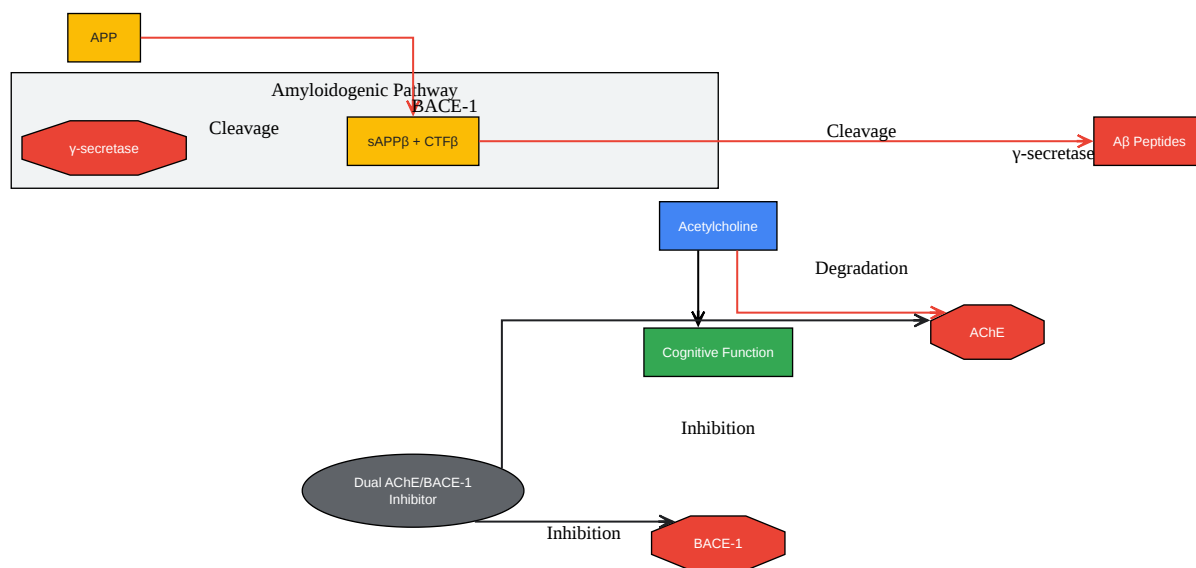 APP
Amyloidogenic Pathway
BACE-1
Cleavage
γ-secretase
sAPPβ + CTFβ
Cleavage
γ-secretase
Aβ Peptides
Acetylcholine
Degradation
AChE
Cognitive Function
Inhibition
Dual AChE/BACE-1
Inhibitor
Inhibition
BACE-1